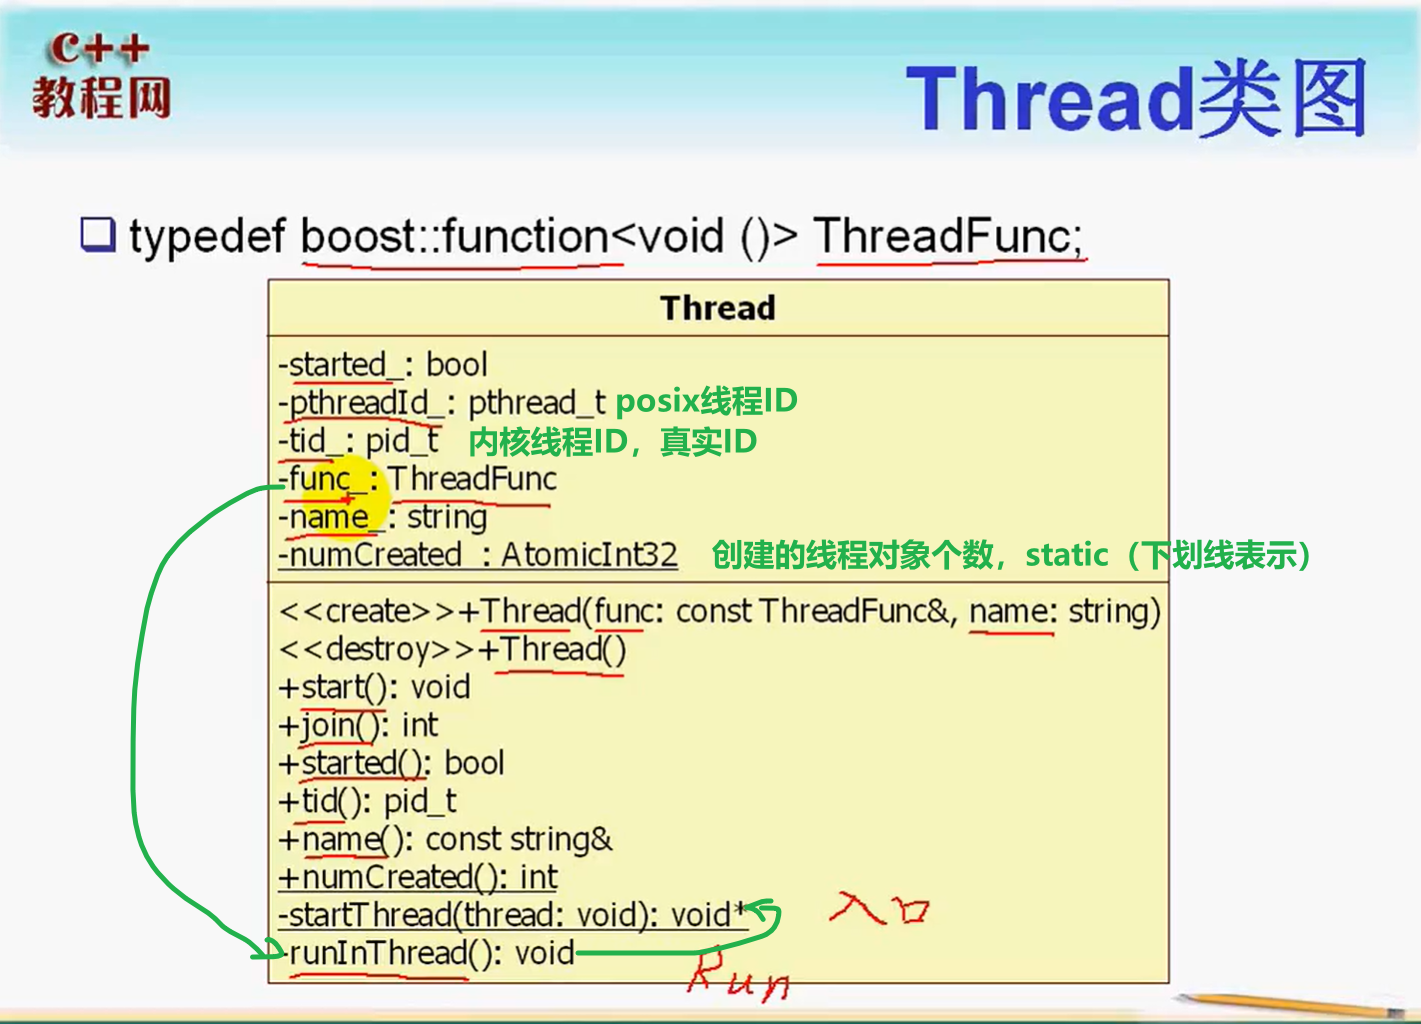 C++
教程网
Thread类图
typedef boost::function<void ()> ThreadFunc;
Thread
-started_: bool
-pthreadId_: pthread_t posix线程ID
-tid_: pid_t 内核线程ID，真实ID
-func_: ThreadFunc
-name_: string
-numCreated_: AtomicInt32 创建的线程对象个数，static（下划线表示）
<<create>>+Thread(func: const ThreadFunc&, name: string)
<<destroy>>+Thread()
+start(): void
+join(): int
+started(): bool
+tid(): pid_t
+name(): const string&
+numCreated(): int
-startThread(thread: void): void* 入口
-runInThread(): void
Run